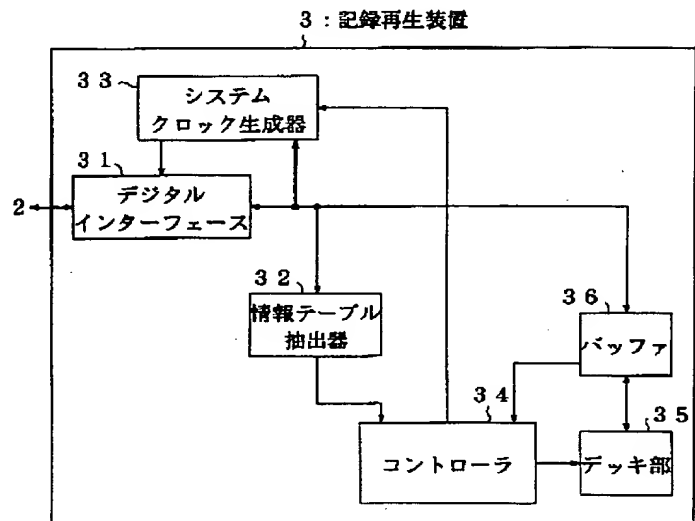 3：記録再生装置
33
システム
クロック生成器
31
デジタル
インターフェース
2
32
情報テーブル
抽出器
36
バッファ
34
コントローラ
35
デッキ部